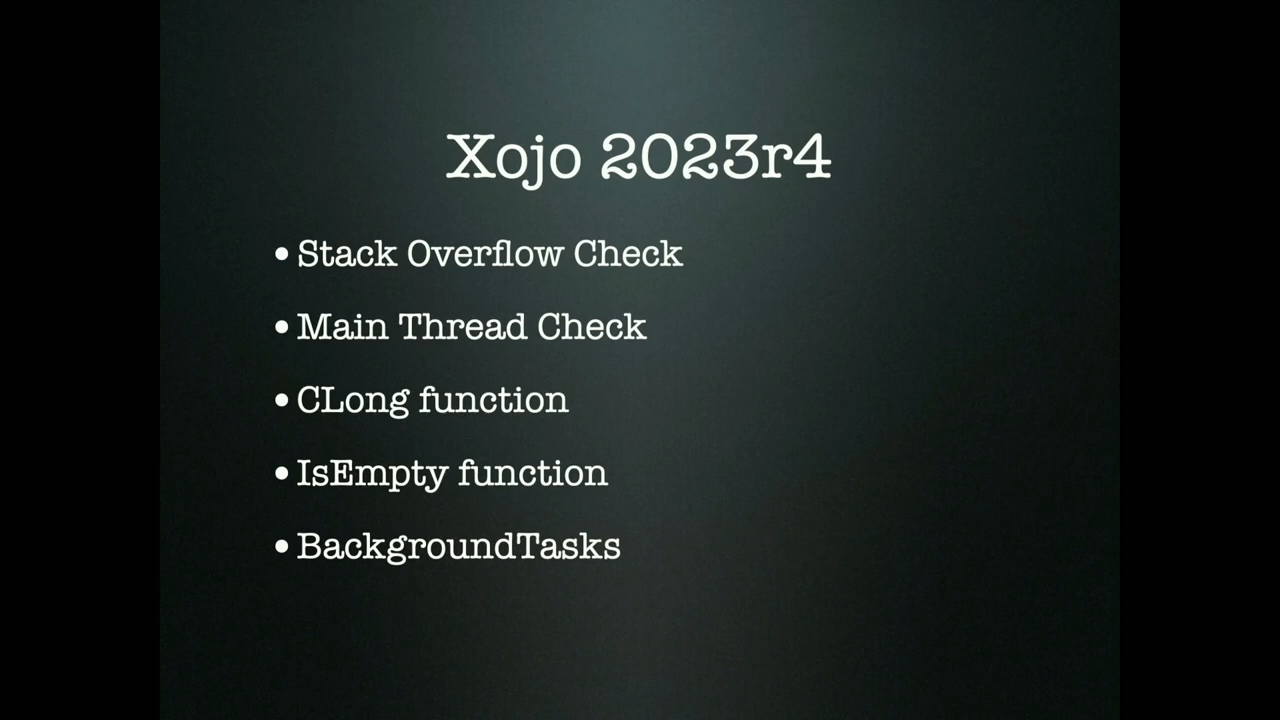 Xojo 2023r4
• Stack Overflow Check
• Main Thread Check
• CLong function
• IsEmpty function
• BackgroundTasks